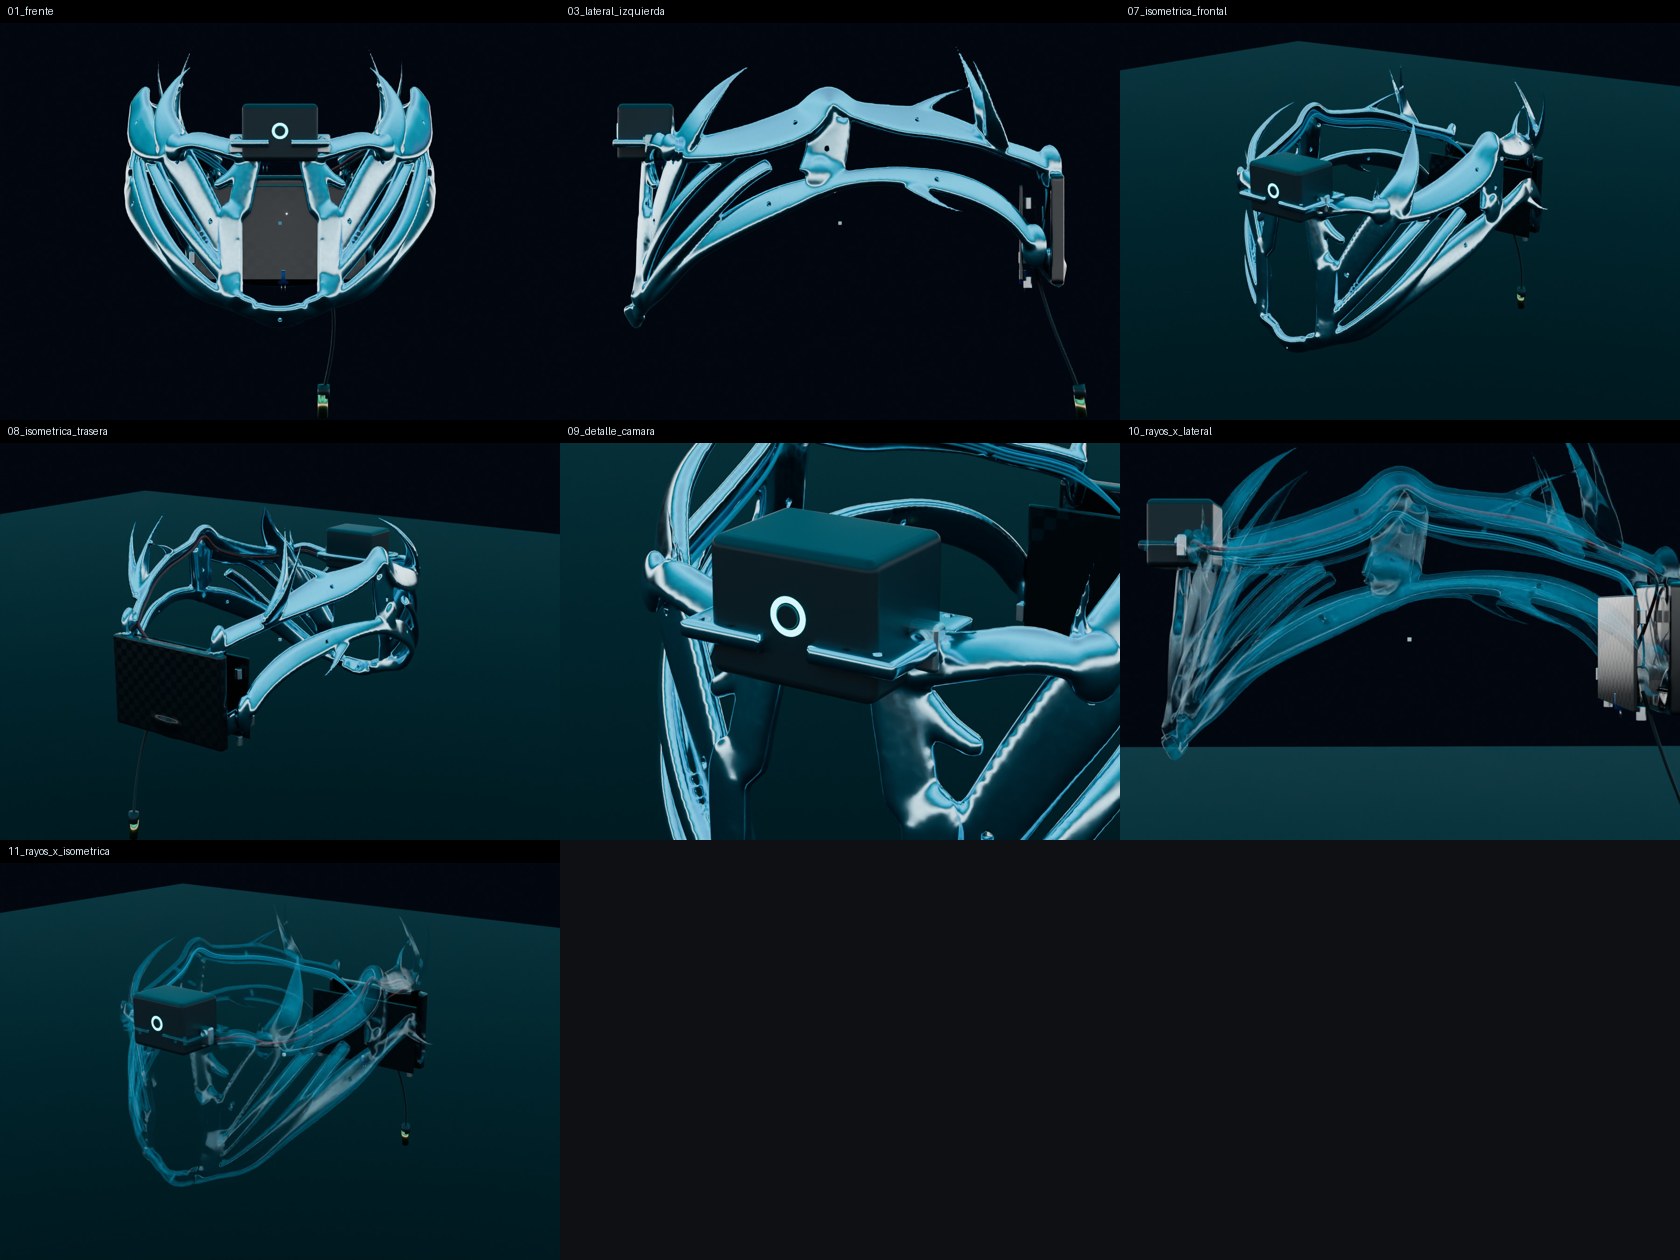 01_frente
03_lateral_izquierda
07_isometrica_frontal
08_isometrica_trasera
09_detalle_camara
10_rayos_x_lateral
11_rayos_x_isometrica